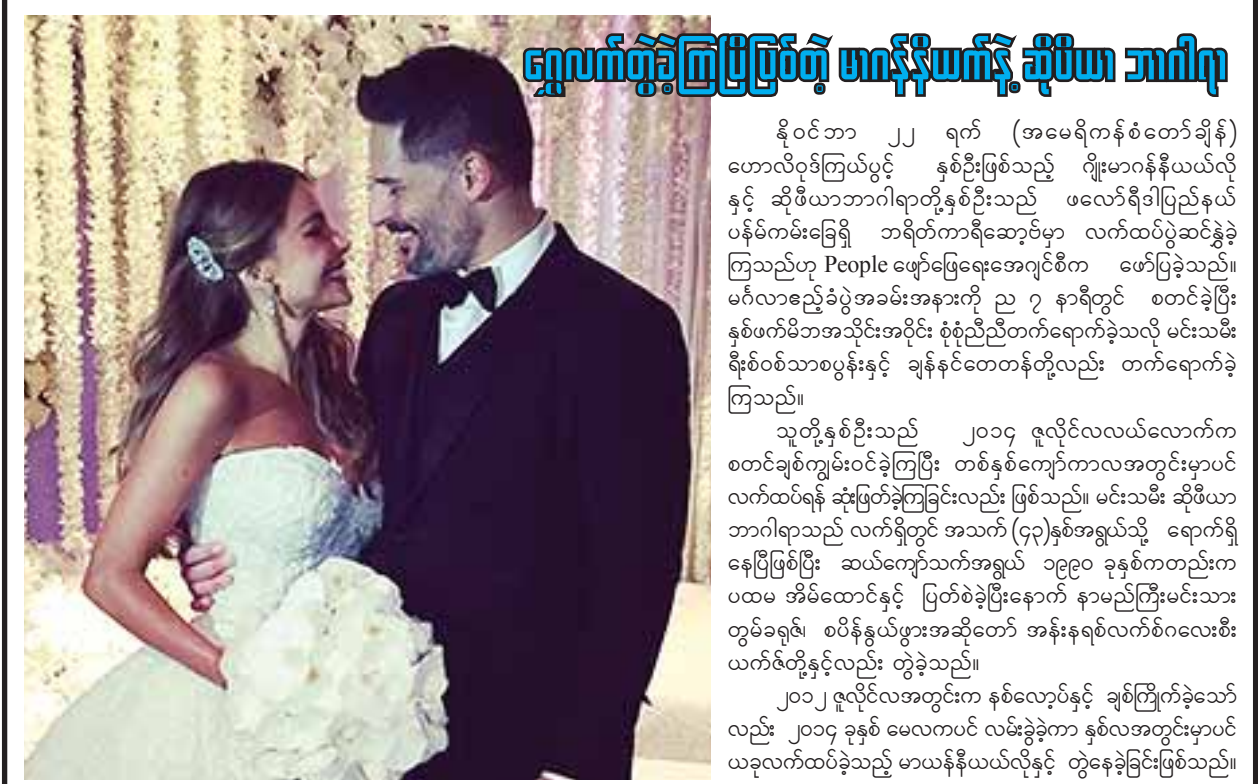 ရွှေလက်တွဲခဲ့ကြပြီဖြစ်တဲ့ မာဂန်နီယက်နဲ့ ဆိုဖီယာ ဘာဂါရာ
နိုဝင်ဘာ ၂၂ ရက် (အမေရိကန်စံတော်ချိန်)
ဟောလိဝုဒ်ကြယ်ပွင့် နှစ်ဦးဖြစ်သည့် ဂျိုးမာဂန်နီယယ်လို
နှင့် ဆိုဖီယာဘာဂါရာတို့နှစ်ဦးသည် ဖလော်ရီဒါပြည်နယ်
ပန်မ်ကမ်းခြေရှိ ဘရိတ်ကာရီဆော့ဗ်မှာ လက်ထပ်ပွဲဆင်နွှဲခဲ့
ကြသည်ဟု People ဖျော်ဖြေရေးအေဂျင်စီက ဖော်ပြခဲ့သည်။
မင်္ဂလာဧည့်ခံပွဲအခမ်းအနားကို ည ၇ နာရီတွင် စတင်ခဲ့ပြီး
နှစ်ဖက်မိဘအသိုင်းအဝိုင်း စုံစုံညီညီတက်ရောက်ခဲ့သလို မင်းသမီး
ရီးစ်ဝစ်သာစပွန်းနှင့် ချန်နင်တေတန်တို့လည်း တက်ရောက်ခဲ့
ကြသည်။
သူတို့နှစ်ဦးသည် ၂၀၁၄ ဇူလိုင်လလယ်လောက်က
စတင်ချစ်ကျွမ်းဝင်ခဲ့ကြပြီး တစ်နှစ်ကျော်ကာလအတွင်းမှာပင်
လက်ထပ်ရန် ဆုံးဖြတ်ခဲ့ကြခြင်းလည်း ဖြစ်သည်။ မင်းသမီး ဆိုဖီယာ
ဘာဂါရာသည် လက်ရှိတွင် အသက် (၄၃)နှစ်အရွယ်သို့ ရောက်ရှိ
နေပြီဖြစ်ပြီး ဆယ်ကျော်သက်အရွယ် ၁၉၉၀ ခုနှစ်ကတည်းက
ပထမ အိမ်ထောင်နှင့် ပြတ်စဲခဲ့ပြီးနောက် နာမည်ကြီးမင်းသား
တွမ်ခရုဇ်၊ စပိန်နွယ်ဖွားအဆိုတော် အန်းနရစ်လက်စ်ဂလေးစီး
ယက်ဇ်တို့နှင့်လည်း တွဲခဲ့သည်။
၂၀၁၂ ဇူလိုင်လအတွင်းက နစ်လော့ပ်နှင့် ချစ်ကြိုက်ခဲ့သော်
လည်း ၂၀၁၄ ခုနှစ် မေလကပင် လမ်းခွဲခဲ့ကာ နှစ်လအတွင်းမှာပင်
ယခုလက်ထပ်ခဲ့သည့် မာယန်နီယယ်လိုနှင့် တွဲနေခဲ့ခြင်းဖြစ်သည်။